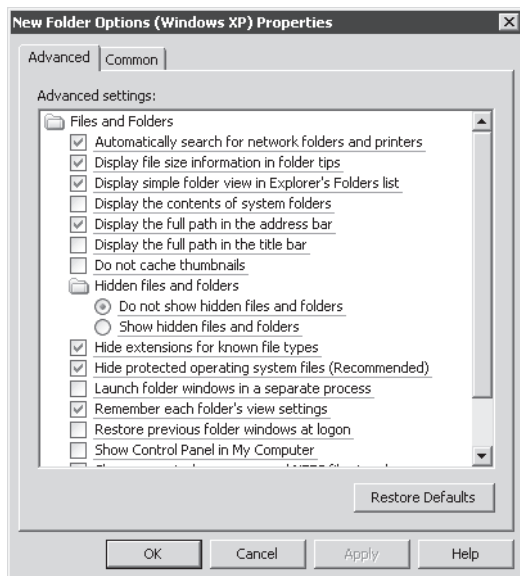 New Folder Options (Windows XP) Properties
Advanced
Common
Advanced settings:
Files and Folders
Automatically search for network folders and printers
Display file size information in folder tips
Display simple folder view in Explorer's Folders list
Display the contents of system folders
Display the full path in the address bar
Display the full path in the title bar
Do not cache thumbnails
Hidden files and folders
Do not show hidden files and folders
Show hidden files and folders
Hide extensions for known file types
Hide protected operating system files (Recommended)
Launch folder windows in a separate process
Remember each folder's view settings
Restore previous folder windows at logon
Show Control Panel in My Computer
Restore Defaults
OK
Cancel
Apply
Help